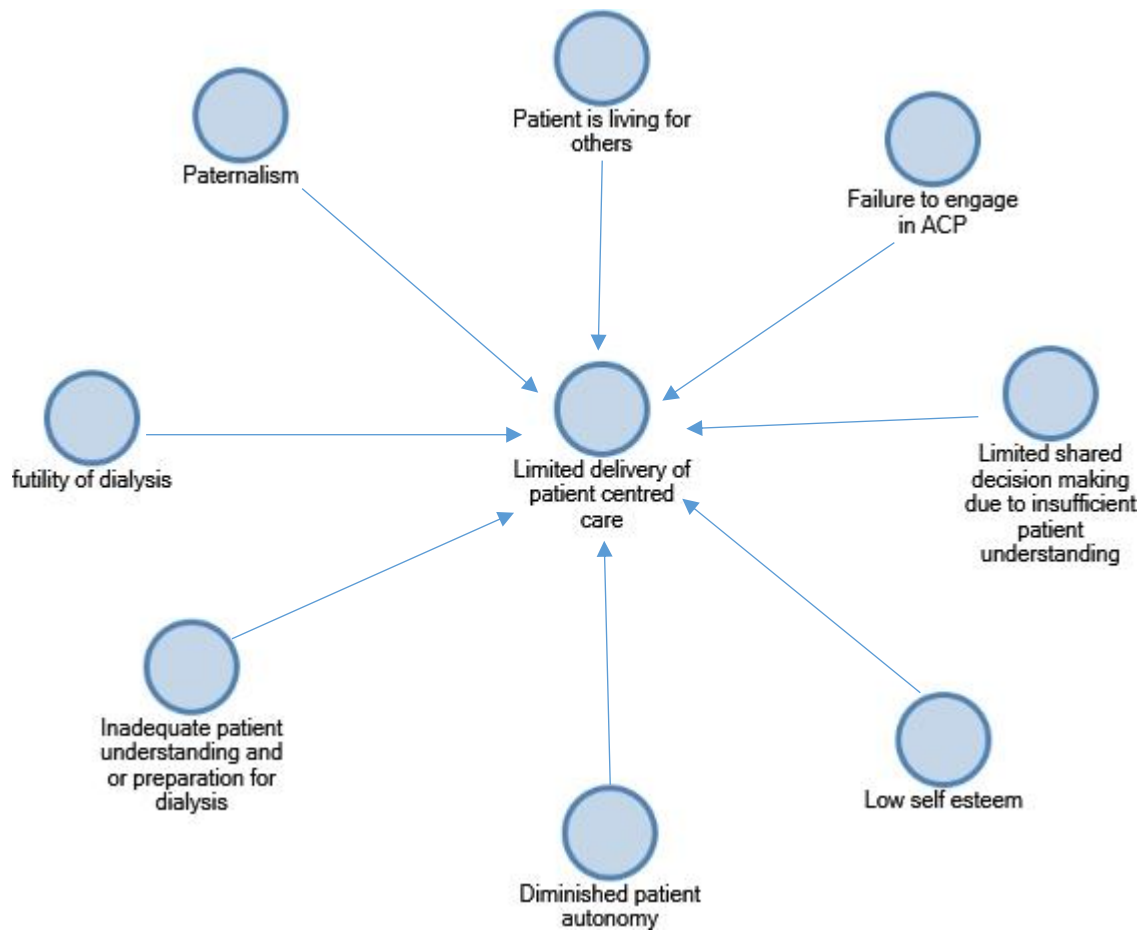 Patient is living for
others
Paternalism
Failure to engage
in ACP
futility of dialysis
Limited delivery of
patient centred
care
Limited shared
decision making
due to insufficient
patient
understanding
Inadequate patient
understanding and
or preparation for
dialysis
Low self esteem
Diminished patient
autonomy